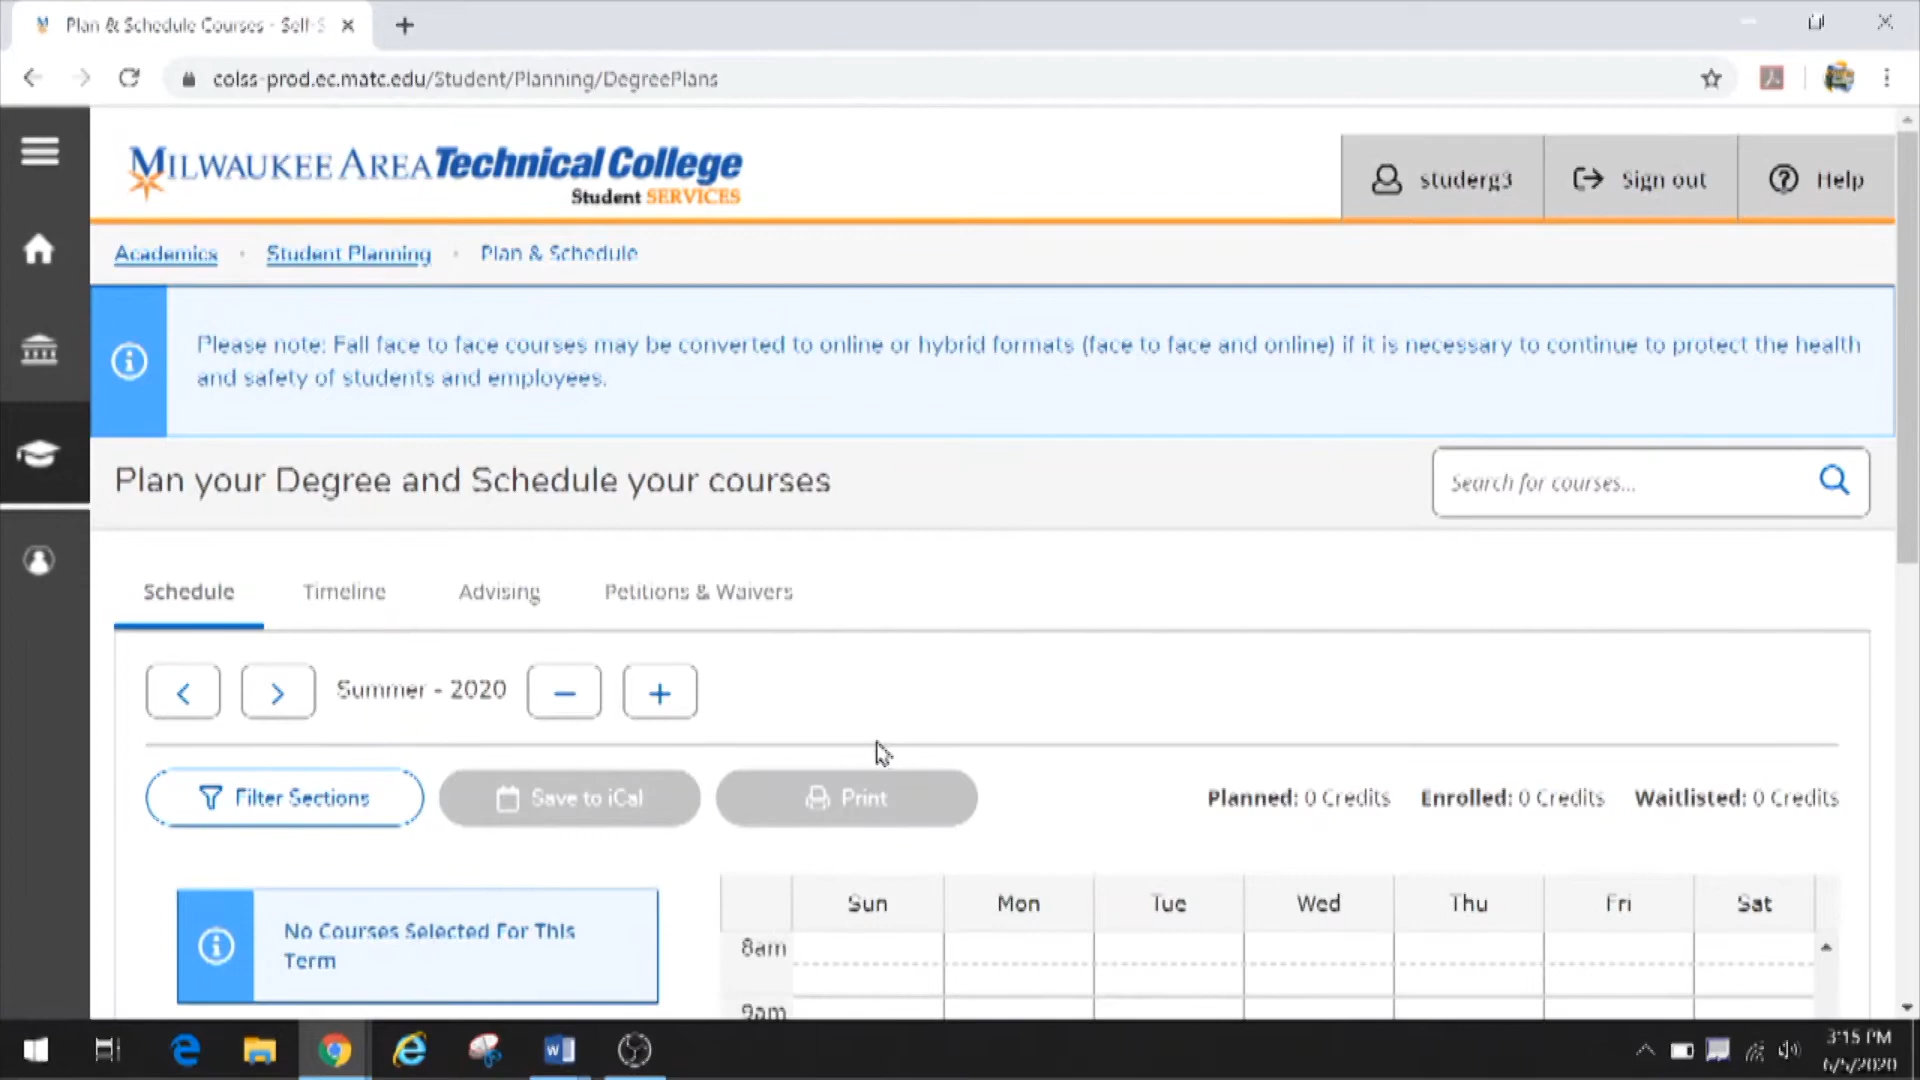 Plan & Schedule Courses - Self-S
colss-prod.ec.matc.edu/Student/Planning/DegreePlans
MILWAUKEE AREA Technical College
Student SERVICES
studerg3
Sign out
Help
Academics
Student Planning
Plan & Schedule
Please note: Fall face to face courses may be converted to online or hybrid formats (face to face and online) if it is necessary to continue to protect the health
and safety of students and employees.
Plan your Degree and Schedule your courses
Search for courses...
Schedule
Timeline
Advising
Petitions & Waivers
Summer - 2020
Filter Sections
Save to iCal
Print
Planned: 0 Credits
Enrolled: 0 Credits
Waitlisted: 0 Credits
No Courses Selected For This
Term
Sun
Mon
Tue
Wed
Thu
Fri
Sat
8am
9am
3:15 PM
6/5/2020